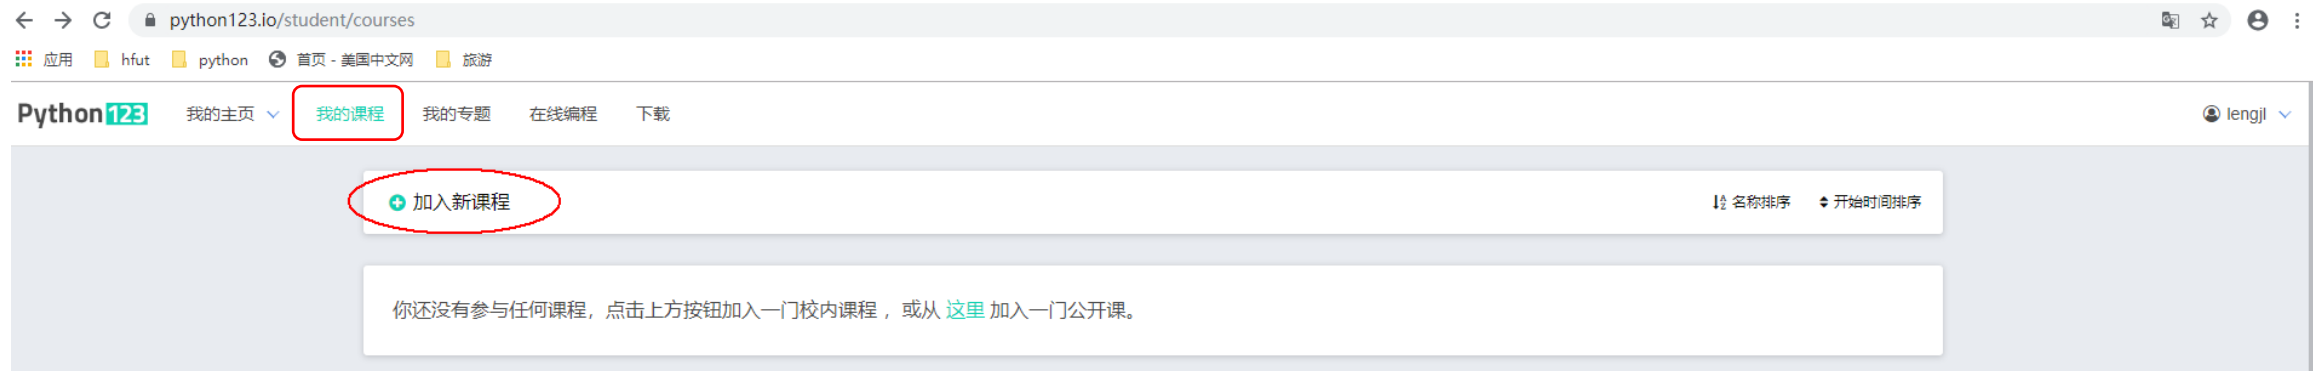 python123.io/student/courses
应用 hfut python 首页 - 美国中文网 旅游
Python 123 我的主页 我的课程 我的专题 在线编程 下载 lengjl
加入新课程 名称排序 开始时间排序
你还没有参与任何课程，点击上方按钮加入一门校内课程 ，或从 这里 加入一门公开课。